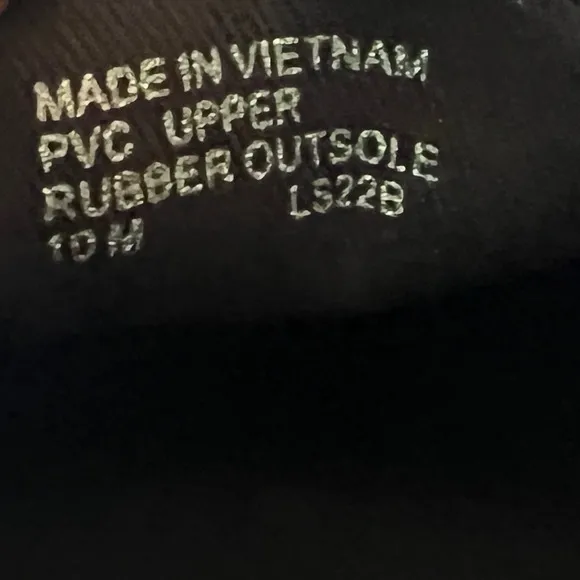 MADE IN VIETNAM
PVC UPPER
RUBBER OUTSOLE
10 M LS22B